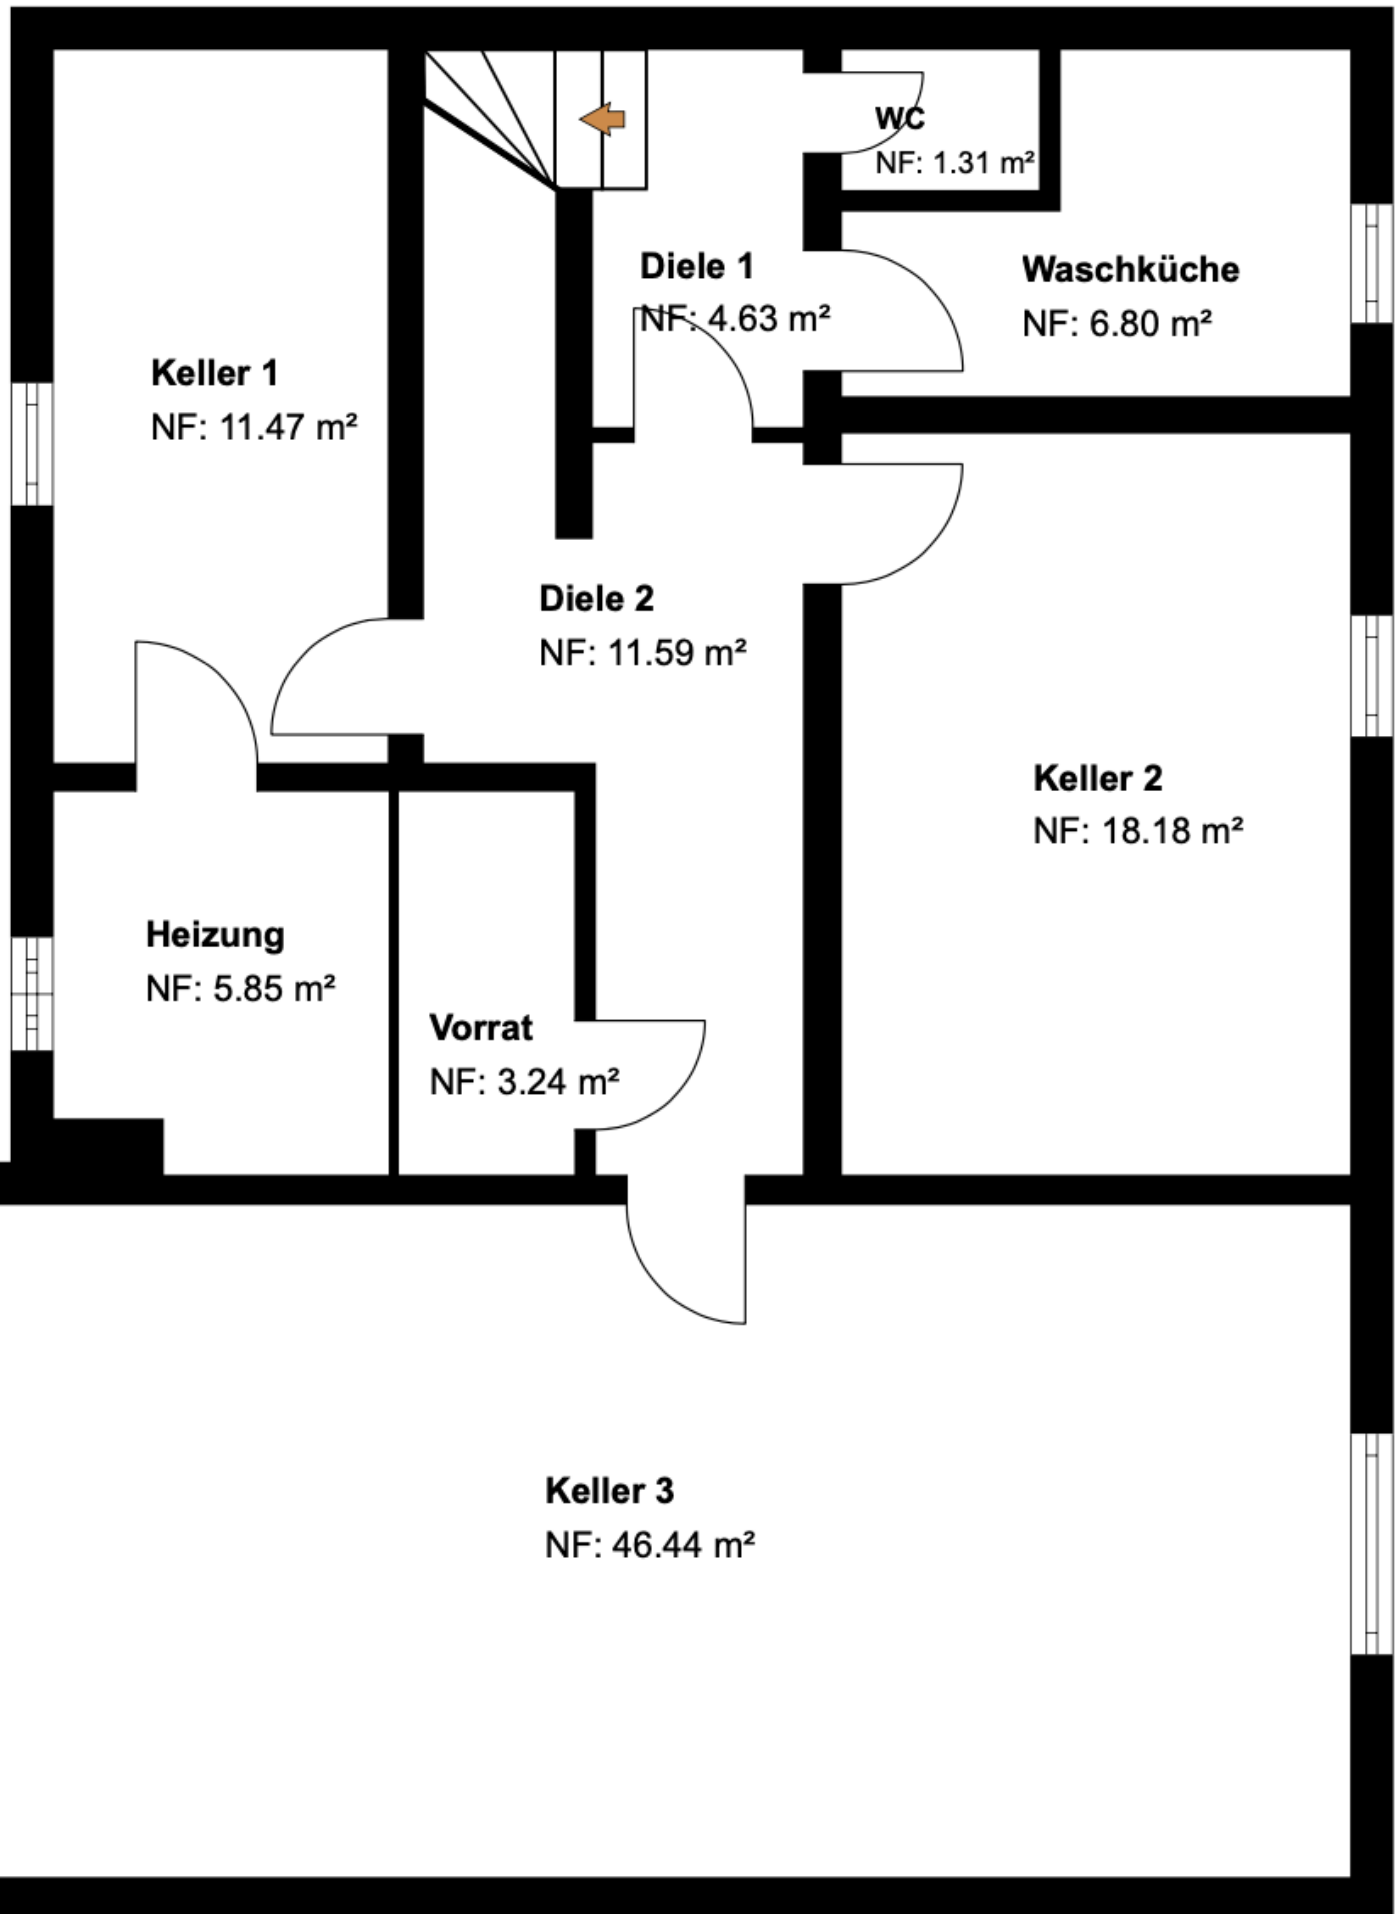 WC
NF: 1.31 m²
Diele 1
NF: 4.63 m²
Waschküche
NF: 6.80 m²
Keller 1
NF: 11.47 m²
Diele 2
NF: 11.59 m²
Keller 2
NF: 18.18 m²
Heizung
NF: 5.85 m²
Vorrat
NF: 3.24 m²
Keller 3
NF: 46.44 m²